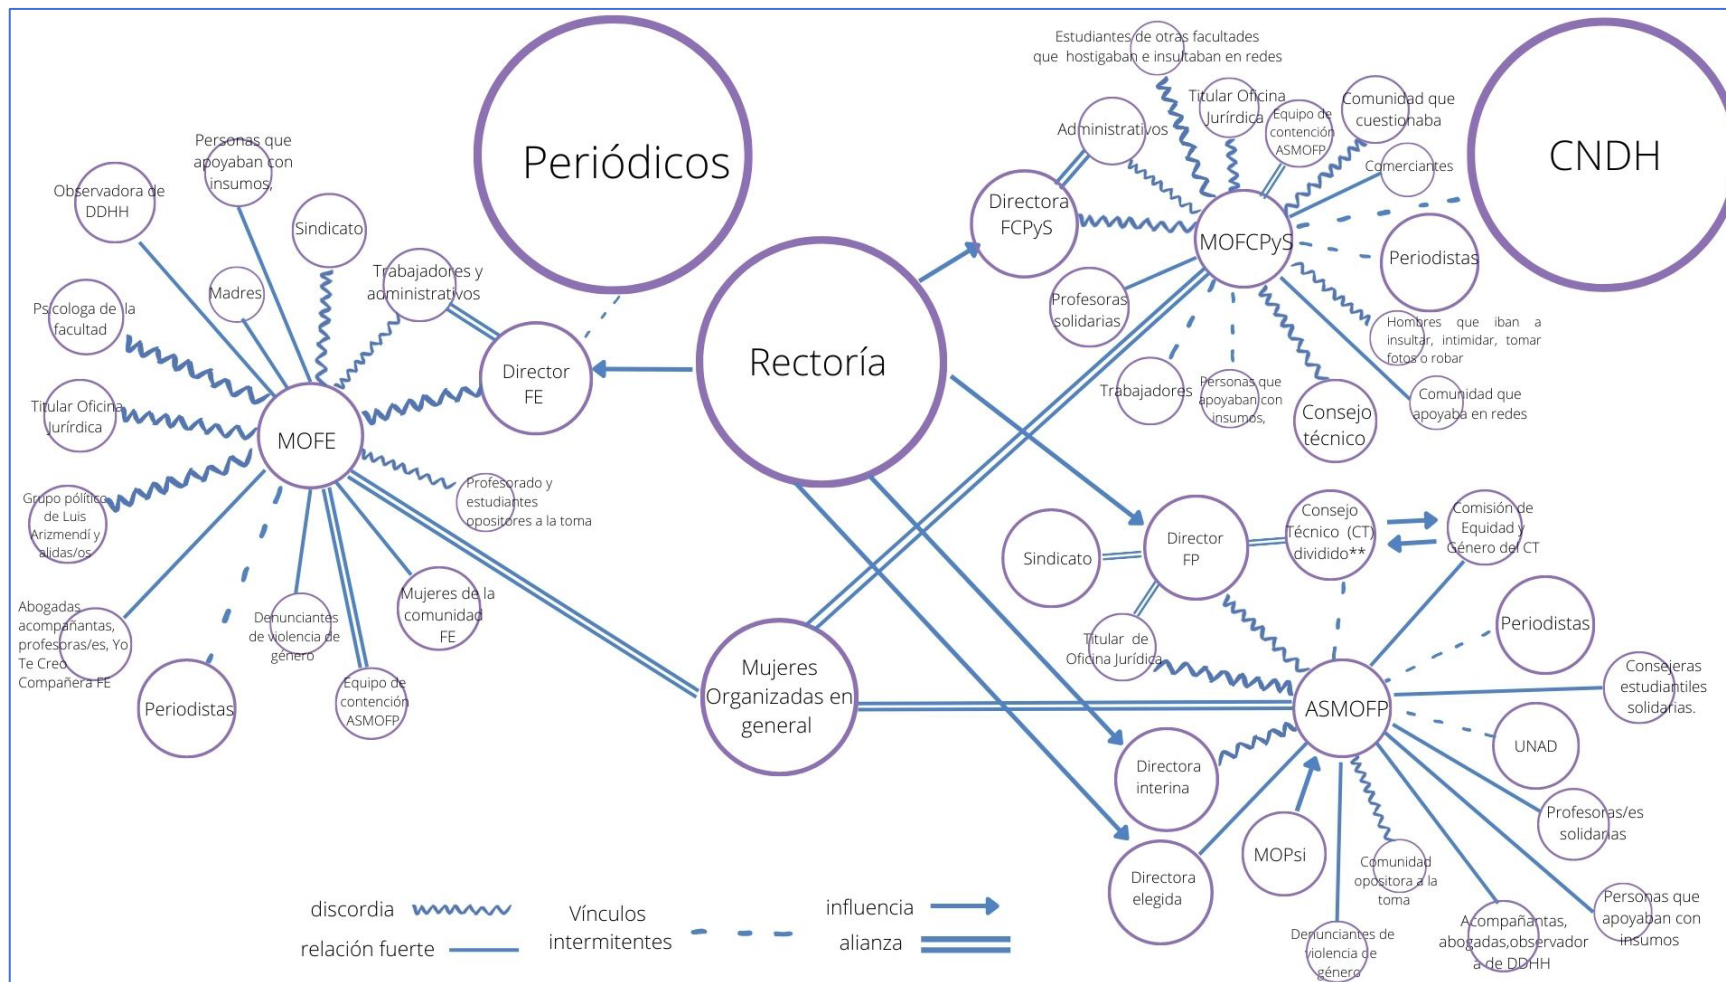 Periódicos
CNDH
Rectoría
Estudiantes de otras facultades
que hostigaban e insultaban en redes
Administrativos
Titular Oficina
Jurírdica
Equipo de
contención
ASMOFP
Comunidad que
cuestionaba
Comerciantes
Directora
FCPyS
MOFCPyS
Periodistas
Profesoras
solidarias
Hombres que iban a
insultar, intimidar, tomar
fotos o robar
Trabajadores
Personas que
apoyaban con
insumos,
Consejo
técnico
Comunidad que
apoyaba en redes
Personas que
apoyaban con
insumos,
Observadora de
DDHH
Sindicato
Madres
Trabajadores y
administrativos
Psicologa de la
facultad
Director
FE
Titular Oficina
Jurírdica
MOFE
Grupo pólítico
de Luis
Arizmendí y
alidas/os
Profesorado y
estudiantes
opositores a la toma
Abogadas,
acompañantas,
profesoras/es, Yo
Te Creo
Compañera FE
Periodistas
Denunciantes
de violencia de
género
Equipo de
contención
ASMOFP
Mujeres de la
comunidad
FE
Mujeres
Organizadas en
general
Sindicato
Director
FP
Consejo
Técnico (CT)
dividido**
Comisión de
Equidad y
Género del CT
Titular de
Oficina Jurídica
Periodistas
Consejeras
estudiantiles
solidarias.
ASMOFP
UNAD
Directora
interina
Profesoras/es
solidarias
MOPsi
Directora
elegida
Comunidad
opositora a la
toma
Personas que
apoyaban con
insumos
Denunciantes de
violencia de
género
Acompañantas,
abogadas,observador
a de DDHH
discordia
relación fuerte
Vínculos
intermitentes
influencia
alianza